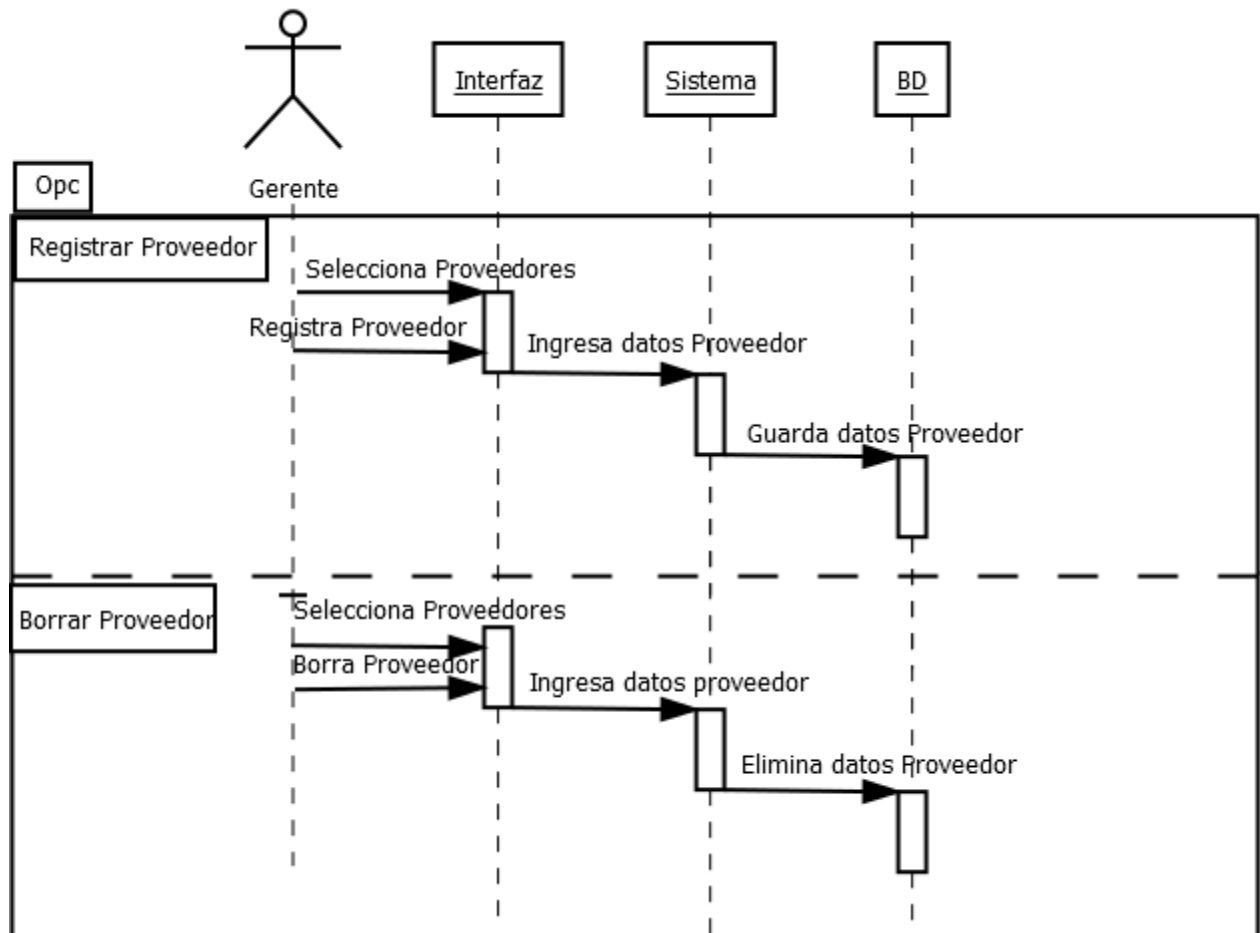 Interfaz
Sistema
BD
Opc
Gerente
Registrar Proveedor
Selecciona Proveedores
Registra Proveedor
Ingresa datos Proveedor
Guarda datos Proveedor
Borrar Proveedor
Selecciona Proveedores
Borra Proveedor
Ingresa datos proveedor
Elimina datos Proveedor